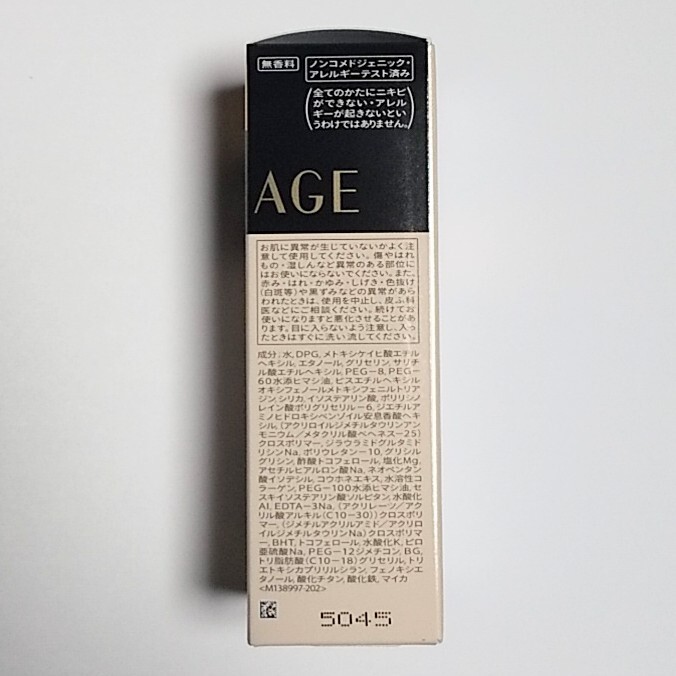 無香料
ノンコメドジェニック・
アレルギーテスト済み
(全てのかたにニキビ
ができない・アレル
ギーが起きないとい
うわけではありません。)
AGE
お肌に異常が生じていないかよく注
意して使用してください。傷やはれ
もの・湿しんなど異常のある部位に
はお使いにならないでください。また、
赤み・はれ・かゆみ・しげき・色抜け
(白斑等)や黒ずみなどの異常があら
われたときは、使用を中止し、皮ふ科
医などにご相談ください。続けてお
使いになりますと悪化させることがあ
ります。目に入らないよう注意し、入っ
たときはすぐに洗い流してください。
成分:水,DPG,メトキシケイヒ酸エチル
ヘキシル,エタノール,グリセリン,サリチ
ル酸エチルヘキシル,PEG-8,PEG-
60水添ヒマシ油,ビスエチルヘキシル
オキシフェノールメトキシフェニルトリア
ジン,シリカ,イソステアリン酸,ポリリシ
ノレイン酸ポリグリセリル-6,ジエチルア
ミノヒドロキシベンゾイル安息香酸ヘキ
シル,(アクリロイルジメチルタウリンアン
モニウム/メタクリル酸ベヘネス-25)
クロスポリマー,ジラウラミドグルタミド
リシンNa,ポリウレタン-10,グリシル
グリシン,酢酸トコフェロール,塩化Mg,
アセチルヒアルロン酸Na,ネオペンタン
酸イソデシル,コウホネエキス,水溶性コ
ラーゲン,PEG-100水添ヒマシ油,セ
スキイソステアリン酸ソルビタン,水酸化
Al,EDTA-3Na,(アクリレーツ/アク
リル酸アルキル(C10-30))クロスポリ
マー,(ジメチルアクリルアミド/アクリロ
イルジメチルタウリンNa)クロスポリマ
ー,BHT,トコフェロール,水酸化K,ピロ
亜硫酸Na,PEG-12ジメチコン,BG,
トリ脂肪酸(C10-18)グリセリル,トリ
エトキシカプリリルシラン,フェノキシエ
タノール,酸化チタン,酸化鉄,マイカ
<M138997-202>
5045